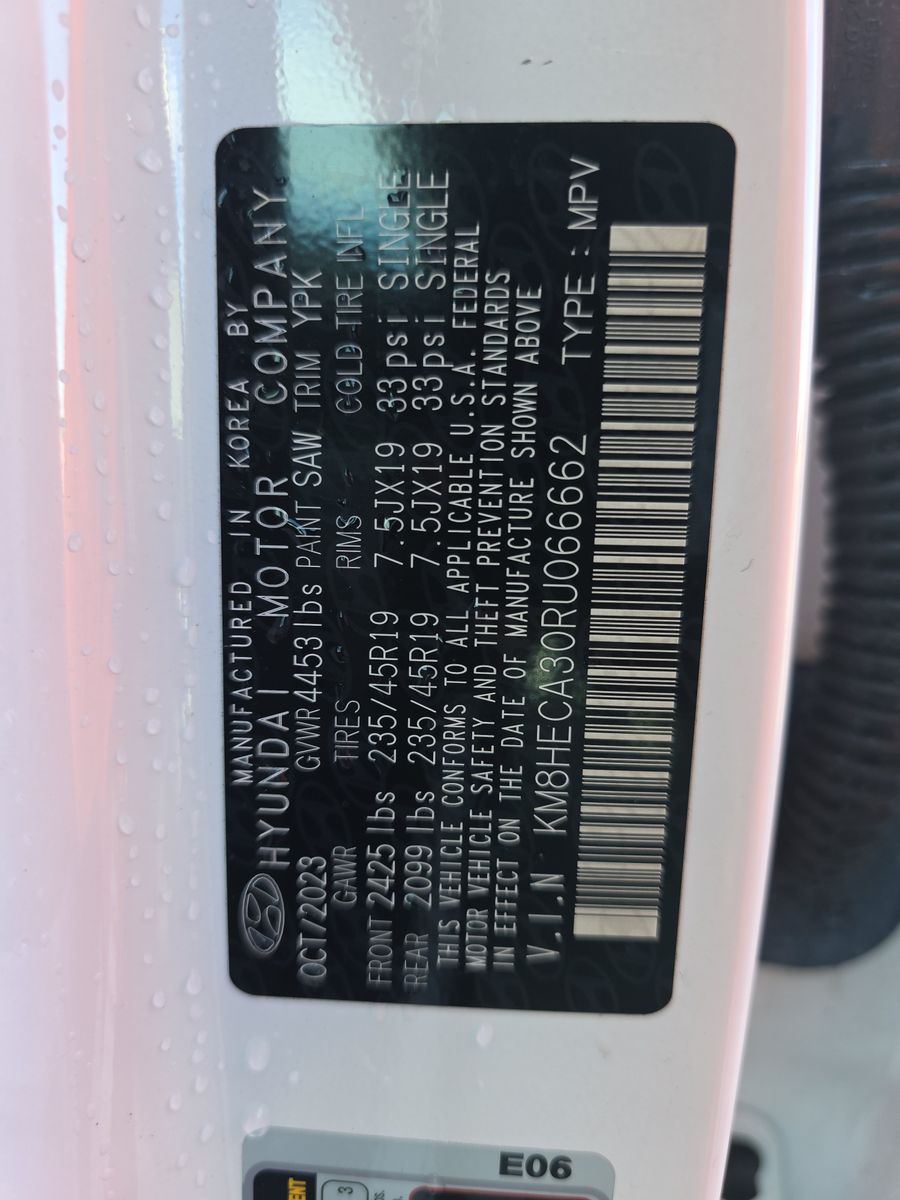 MANUFACTURED IN KOREA BY
HYUNDAI MOTOR COMPANY
OCT/2023 GVWR 4453lbs PAINT SAW TRIM YPK
GAWR TIRES RIMS COLD TIRE INFL
FRONT 2425lbs 235/45R19 7.5JX19 33psi SINGLE
REAR 2099lbs 235/45R19 7.5JX19 33psi SINGLE
THIS VEHICLE CONFORMS TO ALL APPLICABLE U.S.A. FEDERAL
MOTOR VEHICLE SAFETY AND THEFT PREVENTION STANDARDS
IN EFFECT ON THE DATE OF MANUFACTURE SHOWN ABOVE
V.I.N KM8HECA30RU066662 TYPE : MPV
E06
3